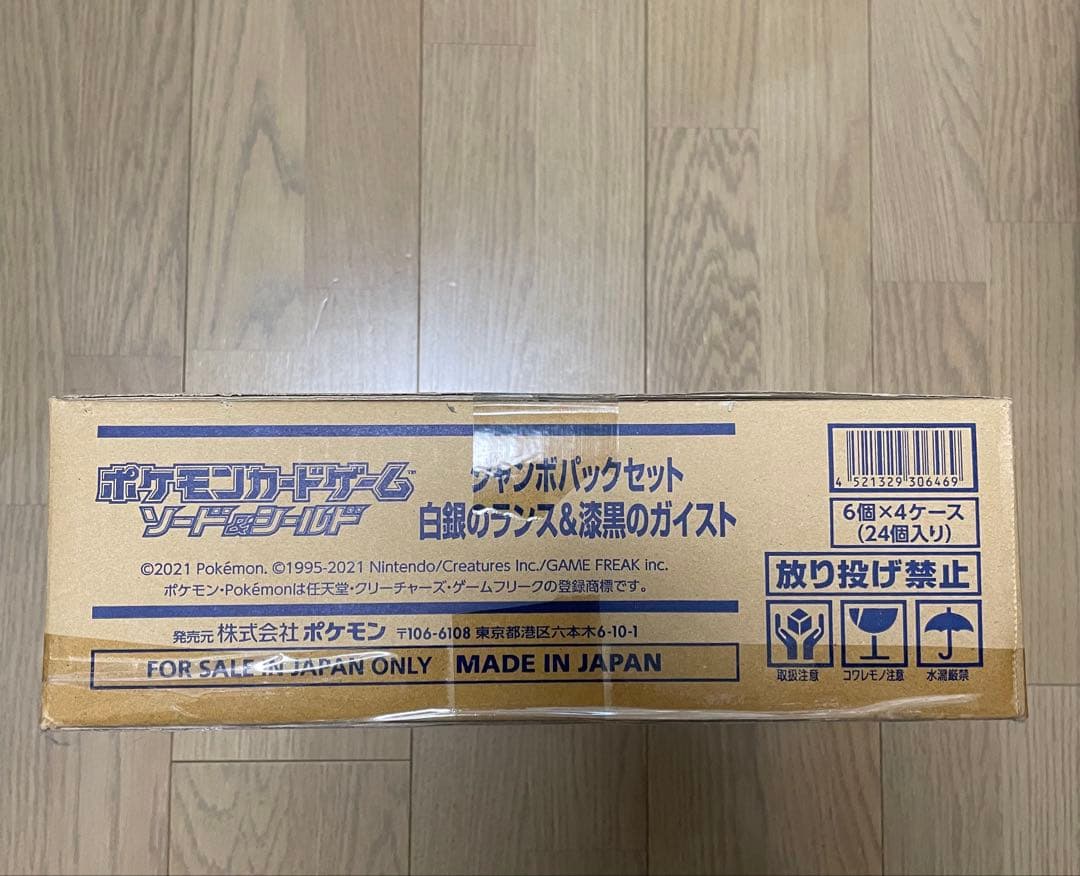 ポケモンカードゲーム™
ソード&シールド
ジャンボパックセット
白銀のランス&漆黒のガイスト
©2021 Pokémon. ©1995-2021 Nintendo/Creatures Inc./GAME FREAK inc.
ポケモン・Pokémonは任天堂・クリーチャーズ・ゲームフリークの登録商標です。
発売元 株式会社 ポケモン 〒106-6108 東京都港区六本木6-10-1
FOR SALE IN JAPAN ONLY MADE IN JAPAN
4 521329 306469
6個×4ケース
(24個入り)
放り投げ禁止
取扱注意 コワレモノ注意 水濡厳禁